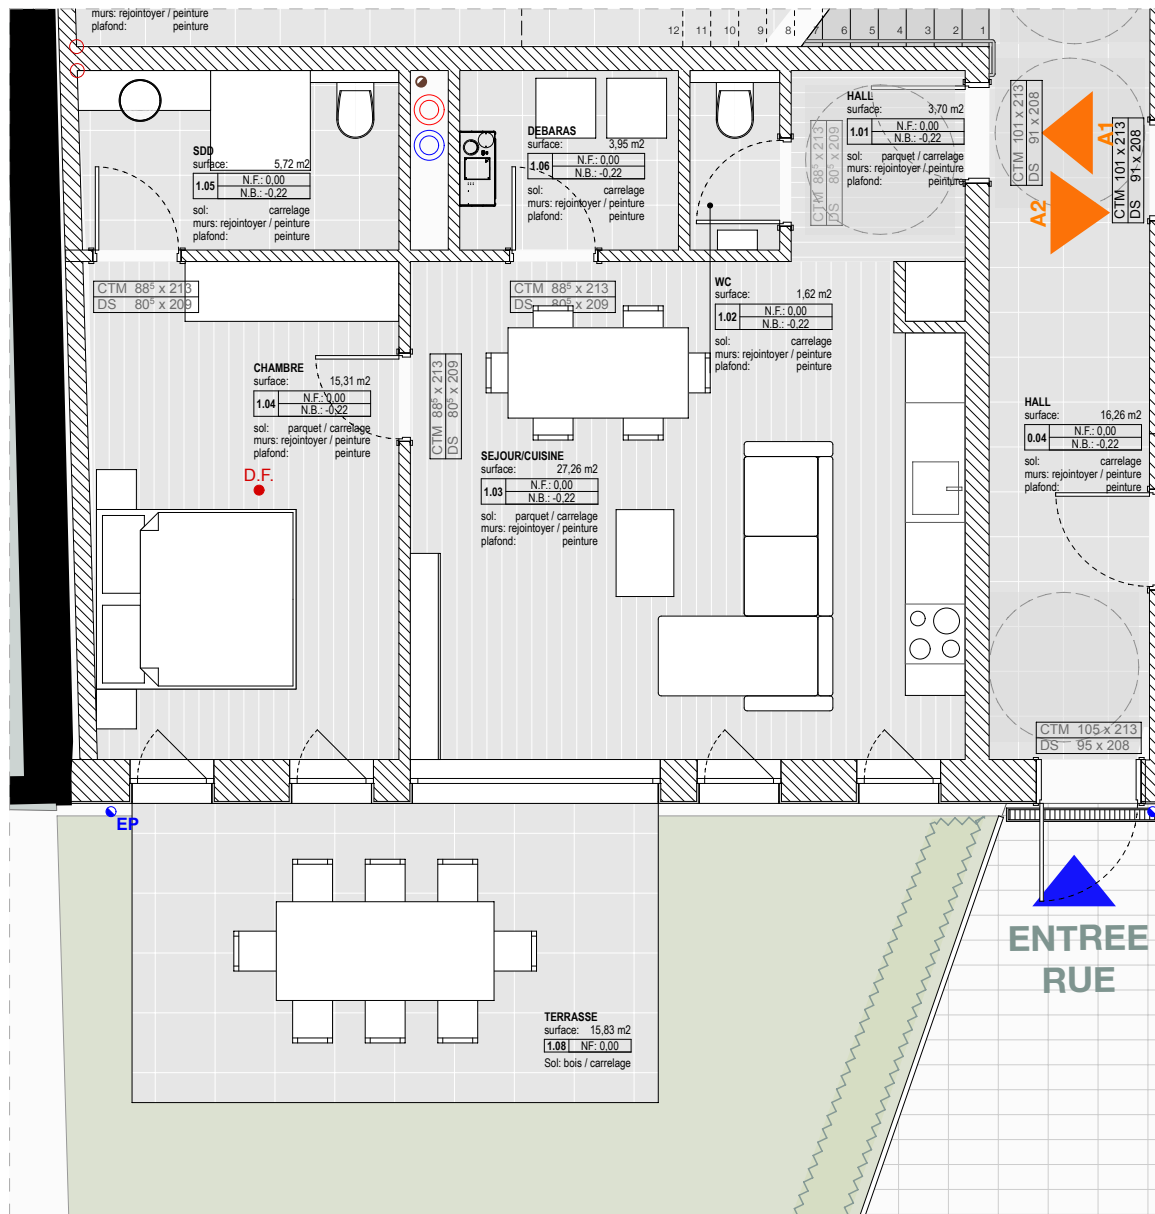 murs: rejointoyer / peinture
plafond: peinture
12 11 10 9 8 7 6 5 4 3 2 1
HALL
surface: 3,70 m2
1.01 N.F.: 0,00
N.B.: -0,22
sol: parquet / carrelage
murs: rejointoyer / peinture
plafond: peinture
CTM 88⁵ x 213
DS 80⁵ x 209
CTM 101 x 213
DS 91 x 208
A1
A2
CTM 101 x 213
DS 91 x 208
DEBARAS
surface: 3,95 m2
1.06 N.F.: 0,00
N.B.: -0,22
sol: carrelage
murs: rejointoyer / peinture
plafond: peinture
SDD
surface: 5,72 m2
1.05 N.F.: 0,00
N.B.: -0,22
sol: carrelage
murs: rejointoyer / peinture
plafond: peinture
CTM 88⁵ x 213
DS 80⁵ x 209
CTM 88⁵ x 213
DS 80⁵ x 209
WC
surface: 1,62 m2
1.02 N.F.: 0,00
N.B.: -0,22
sol: carrelage
murs: rejointoyer / peinture
plafond: peinture
CHAMBRE
surface: 15,31 m2
1.04 N.F.: 0,00
N.B.: -0,22
sol: parquet / carrelage
murs: rejointoyer / peinture
plafond: peinture
D.F.
CTM 88⁵ x 213
DS 80⁵ x 209
SEJOUR/CUISINE
surface: 27,26 m2
1.03 N.F.: 0,00
N.B.: -0,22
sol: parquet / carrelage
murs: rejointoyer / peinture
plafond: peinture
HALL
surface: 16,26 m2
0.04 N.F.: 0,00
N.B.: -0,22
sol: carrelage
murs: rejointoyer / peinture
plafond: peinture
CTM 105 x 213
DS 95 x 208
EP
ENTREE
RUE
TERRASSE
surface: 15,83 m2
1.08 NF: 0,00
Sol: bois / carrelage